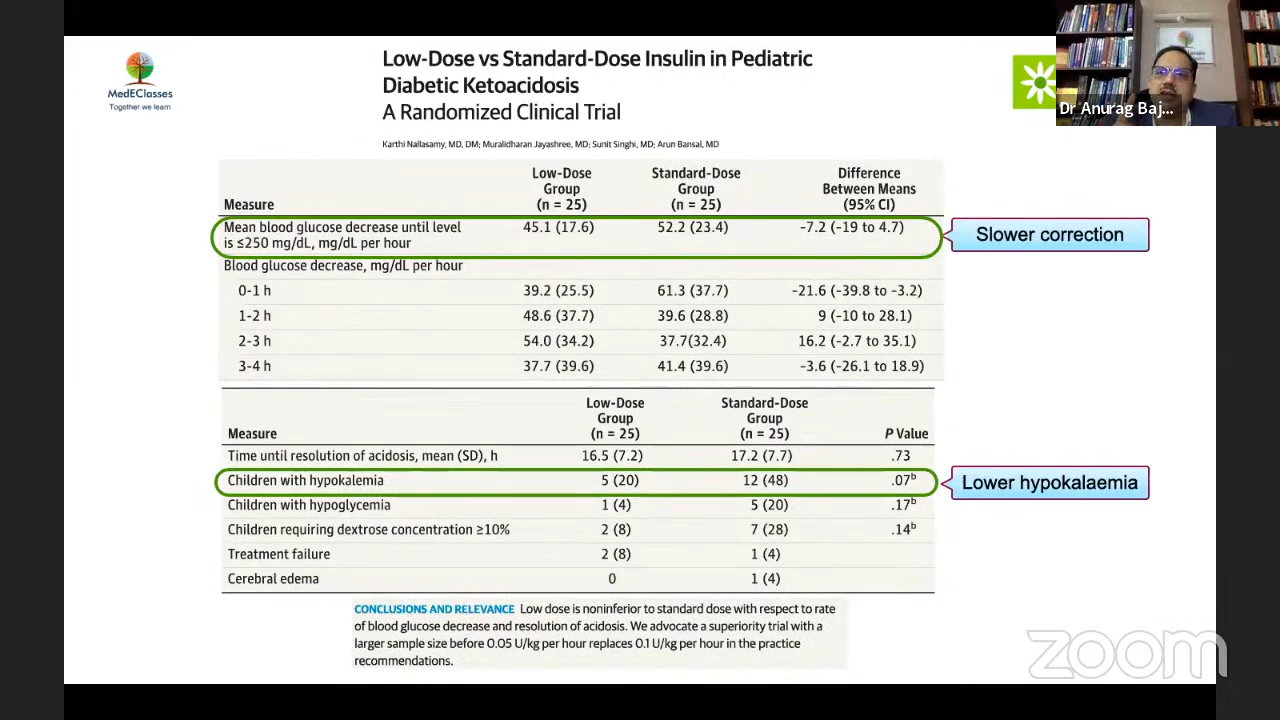 MedEClasses
Together we learn
Low-Dose vs Standard-Dose Insulin in Pediatric
Diabetic Ketoacidosis
A Randomized Clinical Trial
Karthi Nallasamy, MD, DM; Muralidharan Jayashree, MD; Sunit Singhi, MD; Arun Bansal, MD
Dr Anurag Baj...
Measure
Low-Dose
Group
(n = 25)
Standard-Dose
Group
(n = 25)
Difference
Between Means
(95% CI)
Mean blood glucose decrease until level
is ≤250 mg/dL, mg/dL per hour
45.1 (17.6) 52.2 (23.4) -7.2 (-19 to 4.7)
Slower correction
Blood glucose decrease, mg/dL per hour
0-1 h 39.2 (25.5) 61.3 (37.7) -21.6 (-39.8 to -3.2)
1-2 h 48.6 (37.7) 39.6 (28.8) 9 (-10 to 28.1)
2-3 h 54.0 (34.2) 37.7(32.4) 16.2 (-2.7 to 35.1)
3-4 h 37.7 (39.6) 41.4 (39.6) -3.6 (-26.1 to 18.9)
Measure
Low-Dose
Group
(n = 25)
Standard-Dose
Group
(n = 25)
P Value
Time until resolution of acidosis, mean (SD), h 16.5 (7.2) 17.2 (7.7) .73
Children with hypokalemia 5 (20) 12 (48) .07b
Lower hypokalaemia
Children with hypoglycemia 1 (4) 5 (20) .17b
Children requiring dextrose concentration ≥10% 2 (8) 7 (28) .14b
Treatment failure 2 (8) 1 (4)
Cerebral edema 0 1 (4)
CONCLUSIONS AND RELEVANCE Low dose is noninferior to standard dose with respect to rate
of blood glucose decrease and resolution of acidosis. We advocate a superiority trial with a
larger sample size before 0.05 U/kg per hour replaces 0.1 U/kg per hour in the practice
recommendations.
zoom